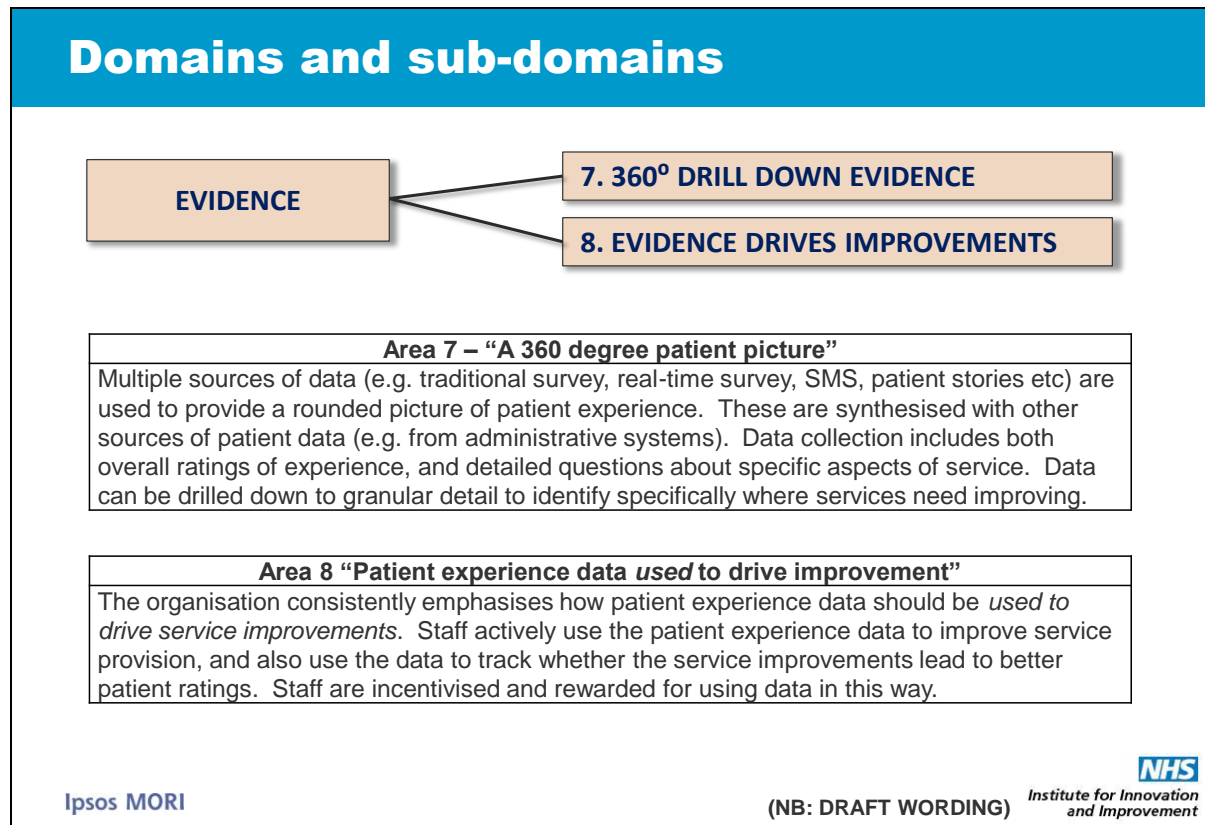 Domains and sub-domains
EVIDENCE
7. 360⁰ DRILL DOWN EVIDENCE
8. EVIDENCE DRIVES IMPROVEMENTS
Area 7 – “A 360 degree patient picture”
Multiple sources of data (e.g. traditional survey, real-time survey, SMS, patient stories etc) are
used to provide a rounded picture of patient experience.  These are synthesised with other
sources of patient data (e.g. from administrative systems).  Data collection includes both
overall ratings of experience, and detailed questions about specific aspects of service.  Data
can be drilled down to granular detail to identify specifically where services need improving.
Area 8 “Patient experience data used to drive improvement”
The organisation consistently emphasises how patient experience data should be used to
drive service improvements.  Staff actively use the patient experience data to improve service
provision, and also use the data to track whether the service improvements lead to better
patient ratings.  Staff are incentivised and rewarded for using data in this way.
Ipsos MORI
(NB: DRAFT WORDING)
NHS
Institute for Innovation
and Improvement